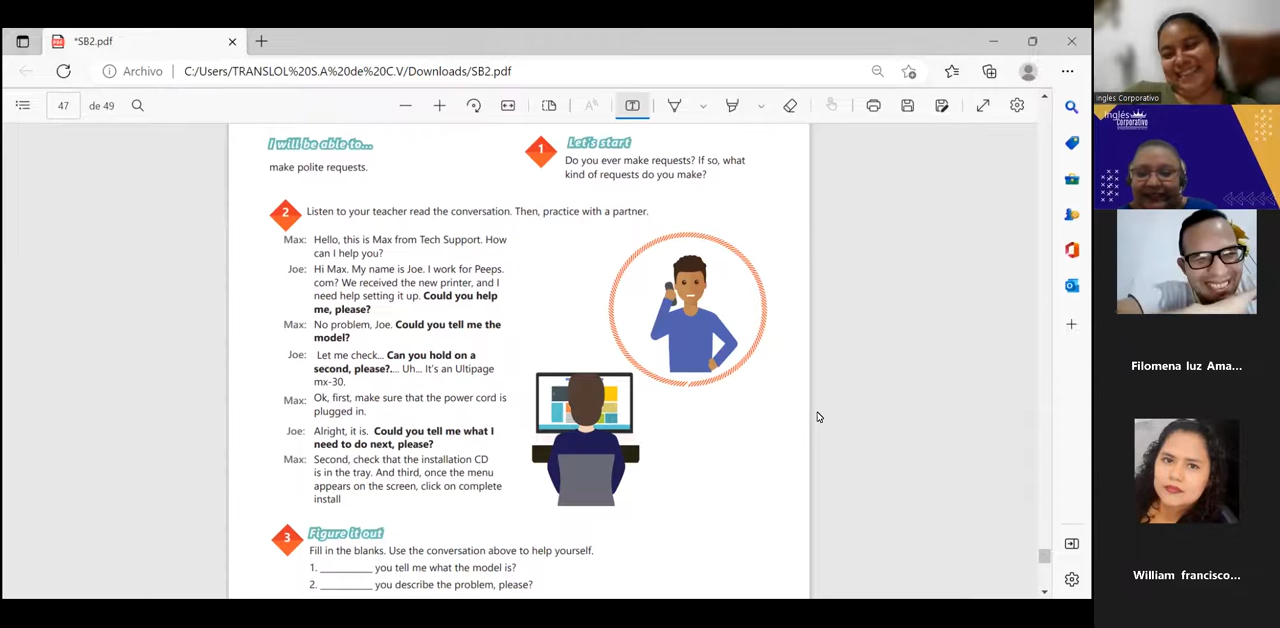 *SB2.pdf
Archivo
C:/Users/TRANSLOL%20S.A%20de%20C.V/Downloads/SB2.pdf
47
de 49
I will be able to...
make polite requests.
1
Let's start
Do you ever make requests? If so, what
kind of requests do you make?
2
Listen to your teacher read the conversation. Then, practice with a partner.
Max: Hello, this is Max from Tech Support. How
can I help you?
Joe: Hi Max. My name is Joe. I work for Peeps.
com? We received the new printer, and I
need help setting it up. Could you help
me, please?
Max: No problem, Joe. Could you tell me the
model?
Joe: Let me check... Can you hold on a
second, please?.... Uh... It's an Ultipage
mx-30.
Max: Ok, first, make sure that the power cord is
plugged in.
Joe: Alright, it is. Could you tell me what I
need to do next, please?
Max: Second, check that the installation CD
is in the tray. And third, once the menu
appears on the screen, click on complete
install
3
Figure it out
Fill in the blanks. Use the conversation above to help yourself.
1. __________ you tell me what the model is?
2. __________ you describe the problem, please?
ingles Corporativo
Inglés
corporativo
Filomena luz Ama...
William francisco...